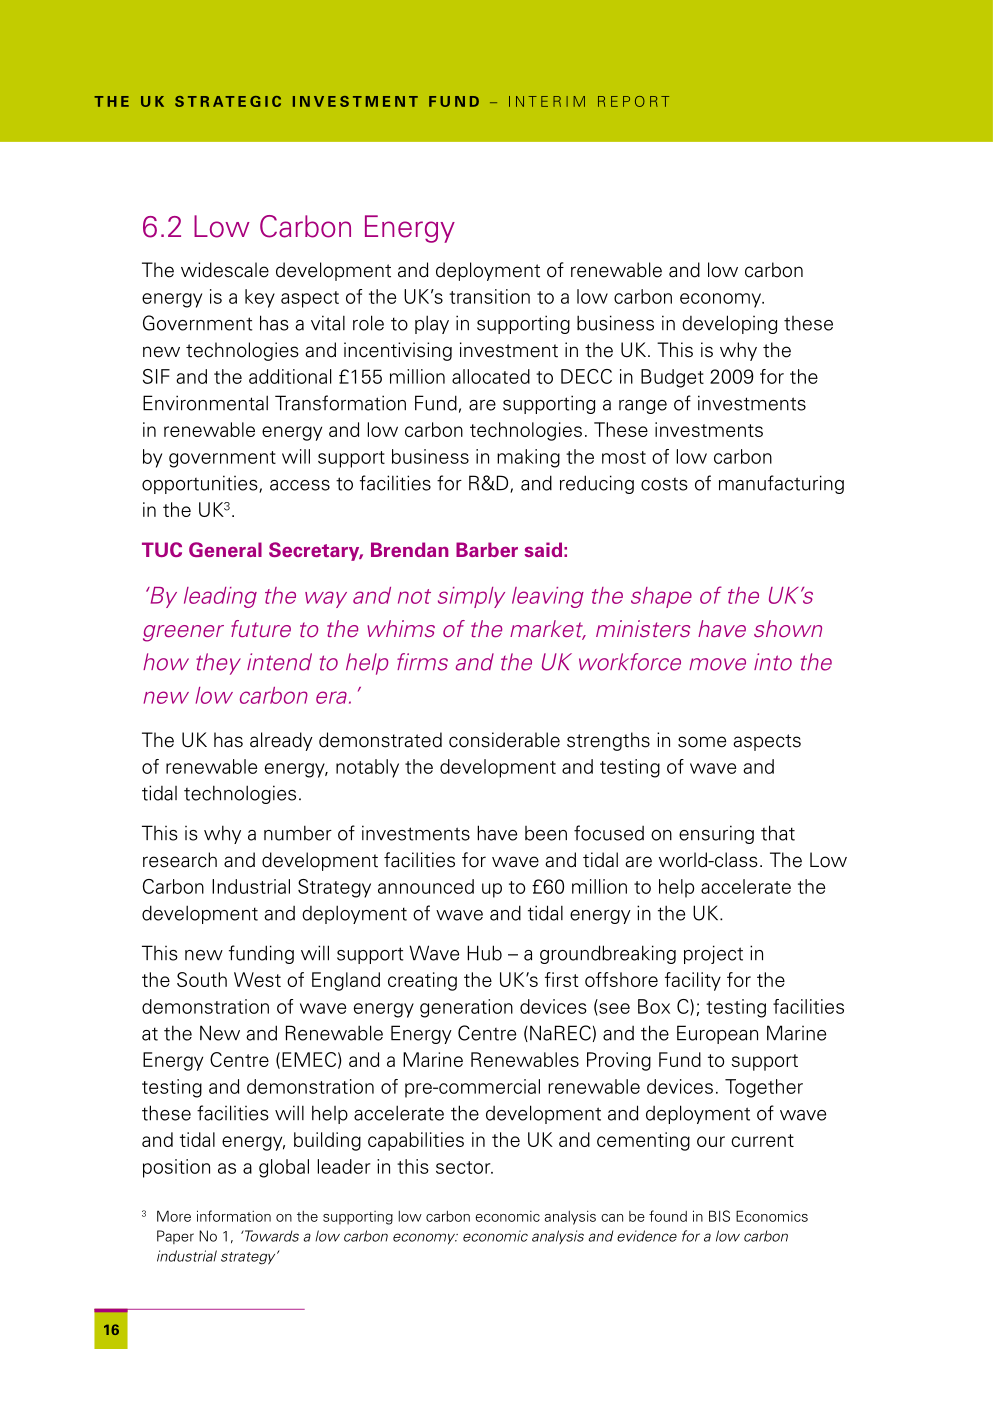 THE UK STRATEGIC INVESTMENT FUND – INTERIM REPORT
6.2 Low Carbon Energy
The widescale development and deployment of renewable and low carbon
energy is a key aspect of the UK’s transition to a low carbon economy.
Government has a vital role to play in supporting business in developing these
new technologies and incentivising investment in the UK. This is why the
SIF and the additional £155 million allocated to DECC in Budget 2009 for the
Environmental Transformation Fund, are supporting a range of investments
in renewable energy and low carbon technologies. These investments
by government will support business in making the most of low carbon
opportunities, access to facilities for R&D, and reducing costs of manufacturing
in the UK³.
TUC General Secretary, Brendan Barber said:
‘By leading the way and not simply leaving the shape of the UK’s
greener future to the whims of the market, ministers have shown
how they intend to help firms and the UK workforce move into the
new low carbon era.’
The UK has already demonstrated considerable strengths in some aspects
of renewable energy, notably the development and testing of wave and
tidal technologies.
This is why a number of investments have been focused on ensuring that
research and development facilities for wave and tidal are world-class. The Low
Carbon Industrial Strategy announced up to £60 million to help accelerate the
development and deployment of wave and tidal energy in the UK.
This new funding will support Wave Hub – a groundbreaking project in
the South West of England creating the UK’s first offshore facility for the
demonstration of wave energy generation devices (see Box C); testing facilities
at the New and Renewable Energy Centre (NaREC) and the European Marine
Energy Centre (EMEC) and a Marine Renewables Proving Fund to support
testing and demonstration of pre-commercial renewable devices. Together
these facilities will help accelerate the development and deployment of wave
and tidal energy, building capabilities in the UK and cementing our current
position as a global leader in this sector.
³ More information on the supporting low carbon economic analysis can be found in BIS Economics
Paper No 1, ‘Towards a low carbon economy: economic analysis and evidence for a low carbon
industrial strategy’
16